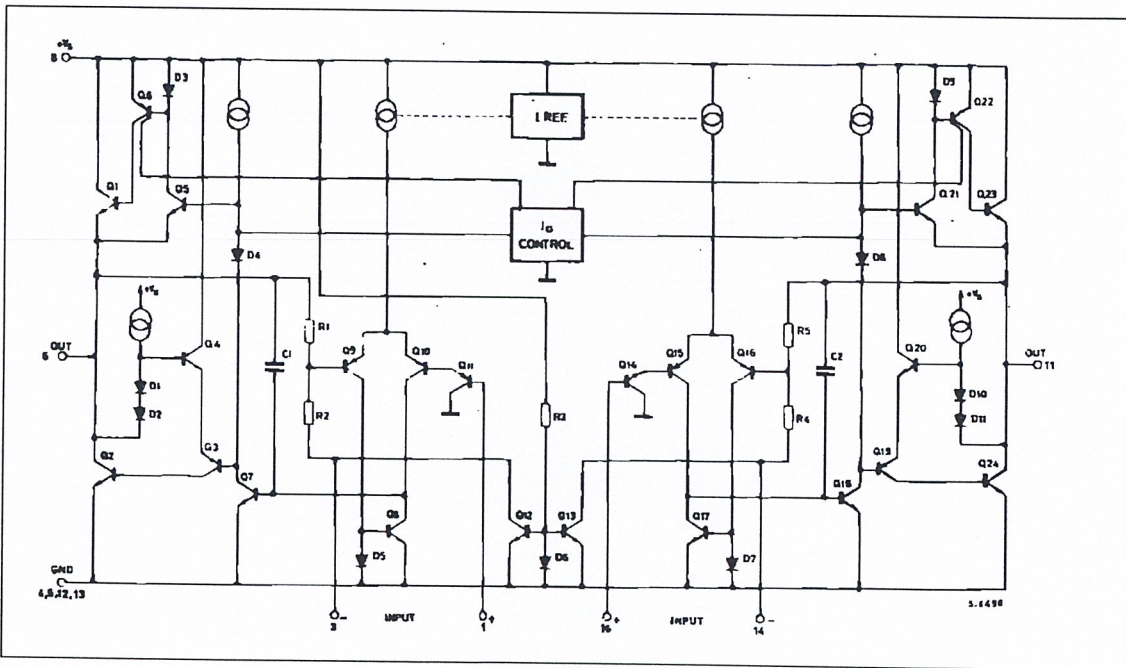 +Vs
8
D3
Q6
I REF
D9
Q22
Q1
Q5
Q21
Q23
CONTROL
D4
D8
+Vs
+Vs
R1
R5
OUT
6
Q4
C1
Q9
Q10
Q11
Q14
Q15
Q16
C2
Q20
OUT
11
D1
D2
R2
R3
R4
D10
D11
Q2
Q3
Q7
Q19
Q24
Q18
Q8
Q12
Q13
Q17
D5
D6
D7
GND
4,5,12,13
3 -
INPUT
1 +
16 +
INPUT
14 -